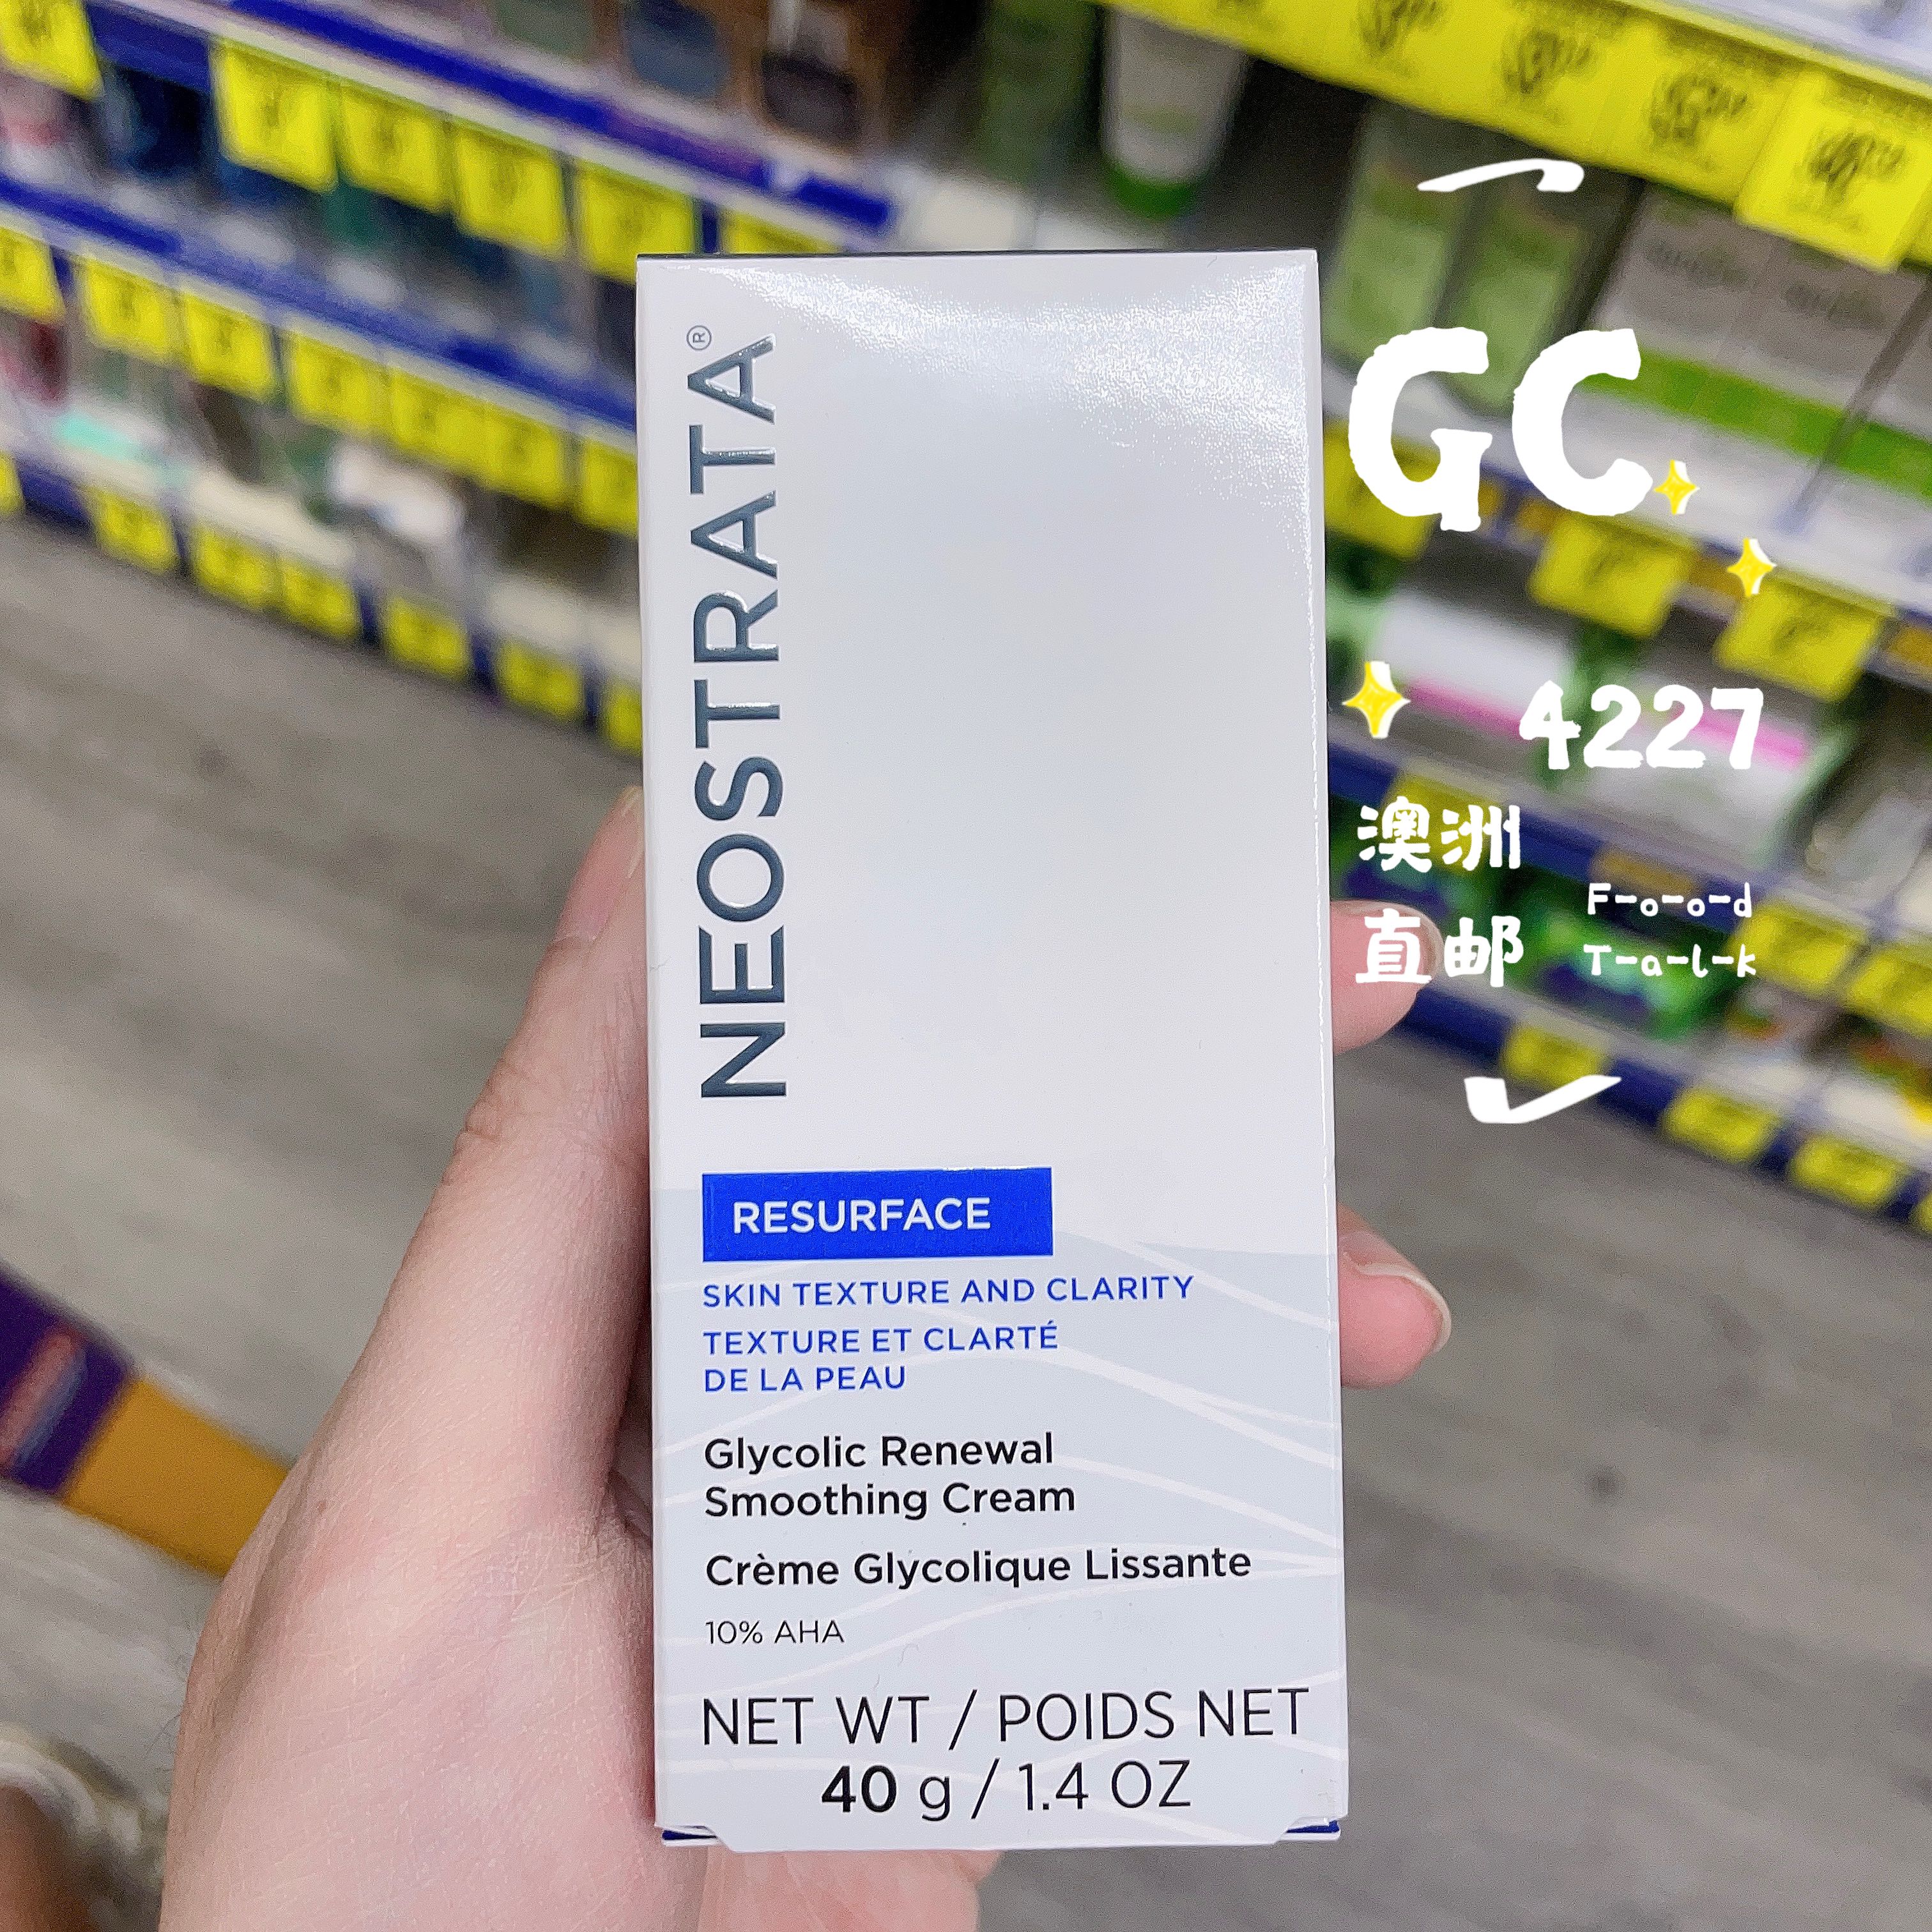 NEOSTRATA®
RESURFACE
SKIN TEXTURE AND CLARITY
TEXTURE ET CLARTÉ
DE LA PEAU
Glycolic Renewal
Smoothing Cream
Crème Glycolique Lissante
10% AHA
NET WT / POIDS NET
40 g / 1.4 OZ
GC
4227
澳洲
直邮
F-o-o-d
T-a-l-k